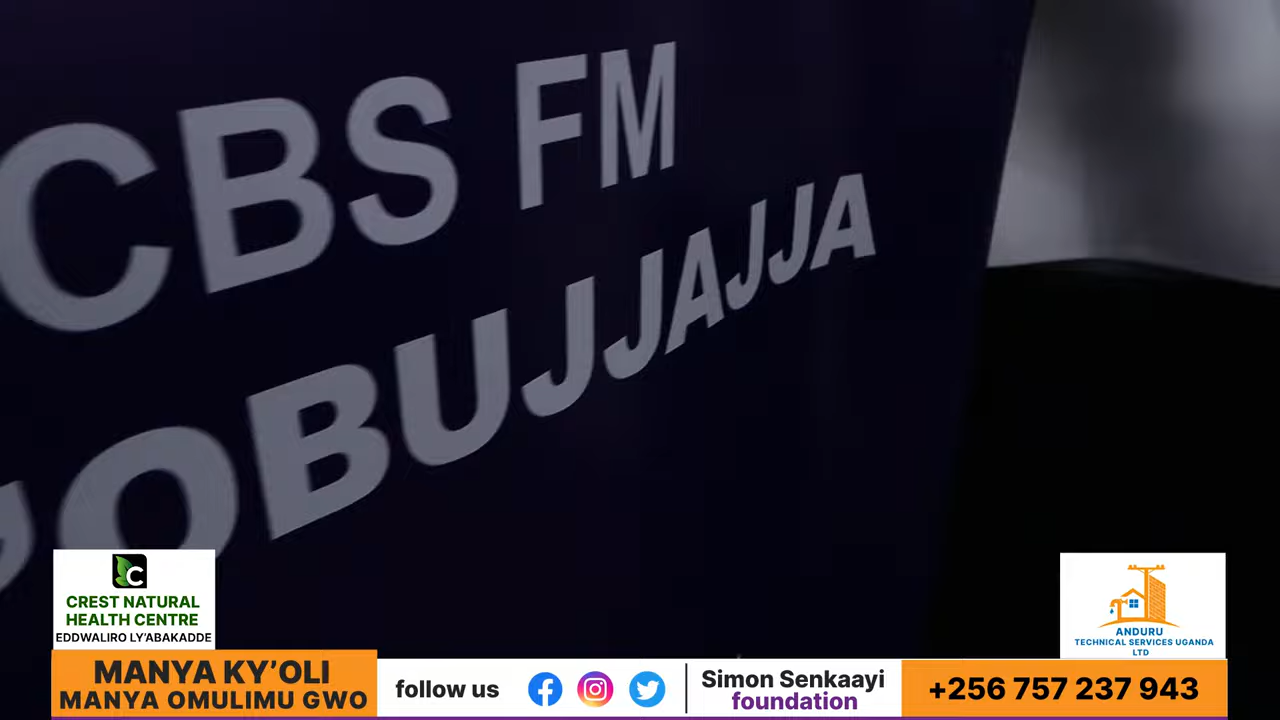 CBS FM
OBUJJAJJA
CREST NATURAL
HEALTH CENTRE
EDDWALIRO LY'ABAKADDE
MANYA KY'OLI
MANYA OMULIMU GWO
follow us
Simon Senkaayi
foundation
+256 757 237 943
ANDURU
TECHNICAL SERVICES UGANDA
LTD